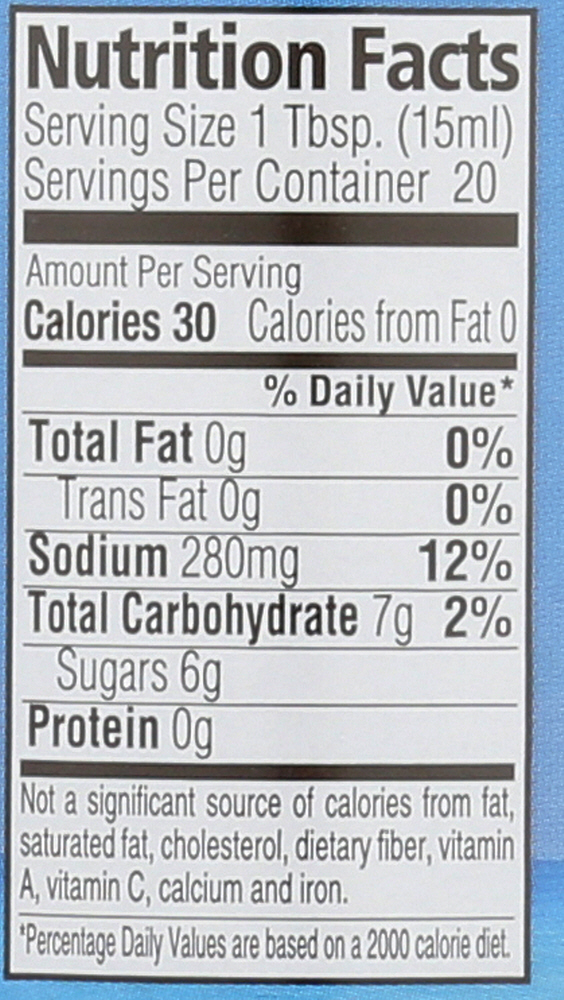 Nutrition Facts
Serving Size 1 Tbsp. (15ml)
Servings Per Container 20
Amount Per Serving
Calories 30 Calories from Fat 0
% Daily Value*
Total Fat 0g 0%
Trans Fat 0g 0%
Sodium 280mg 12%
Total Carbohydrate 7g 2%
Sugars 6g
Protein 0g
Not a significant source of calories from fat,
saturated fat, cholesterol, dietary fiber, vitamin
A, vitamin C, calcium and iron.
*Percentage Daily Values are based on a 2000 calorie diet.